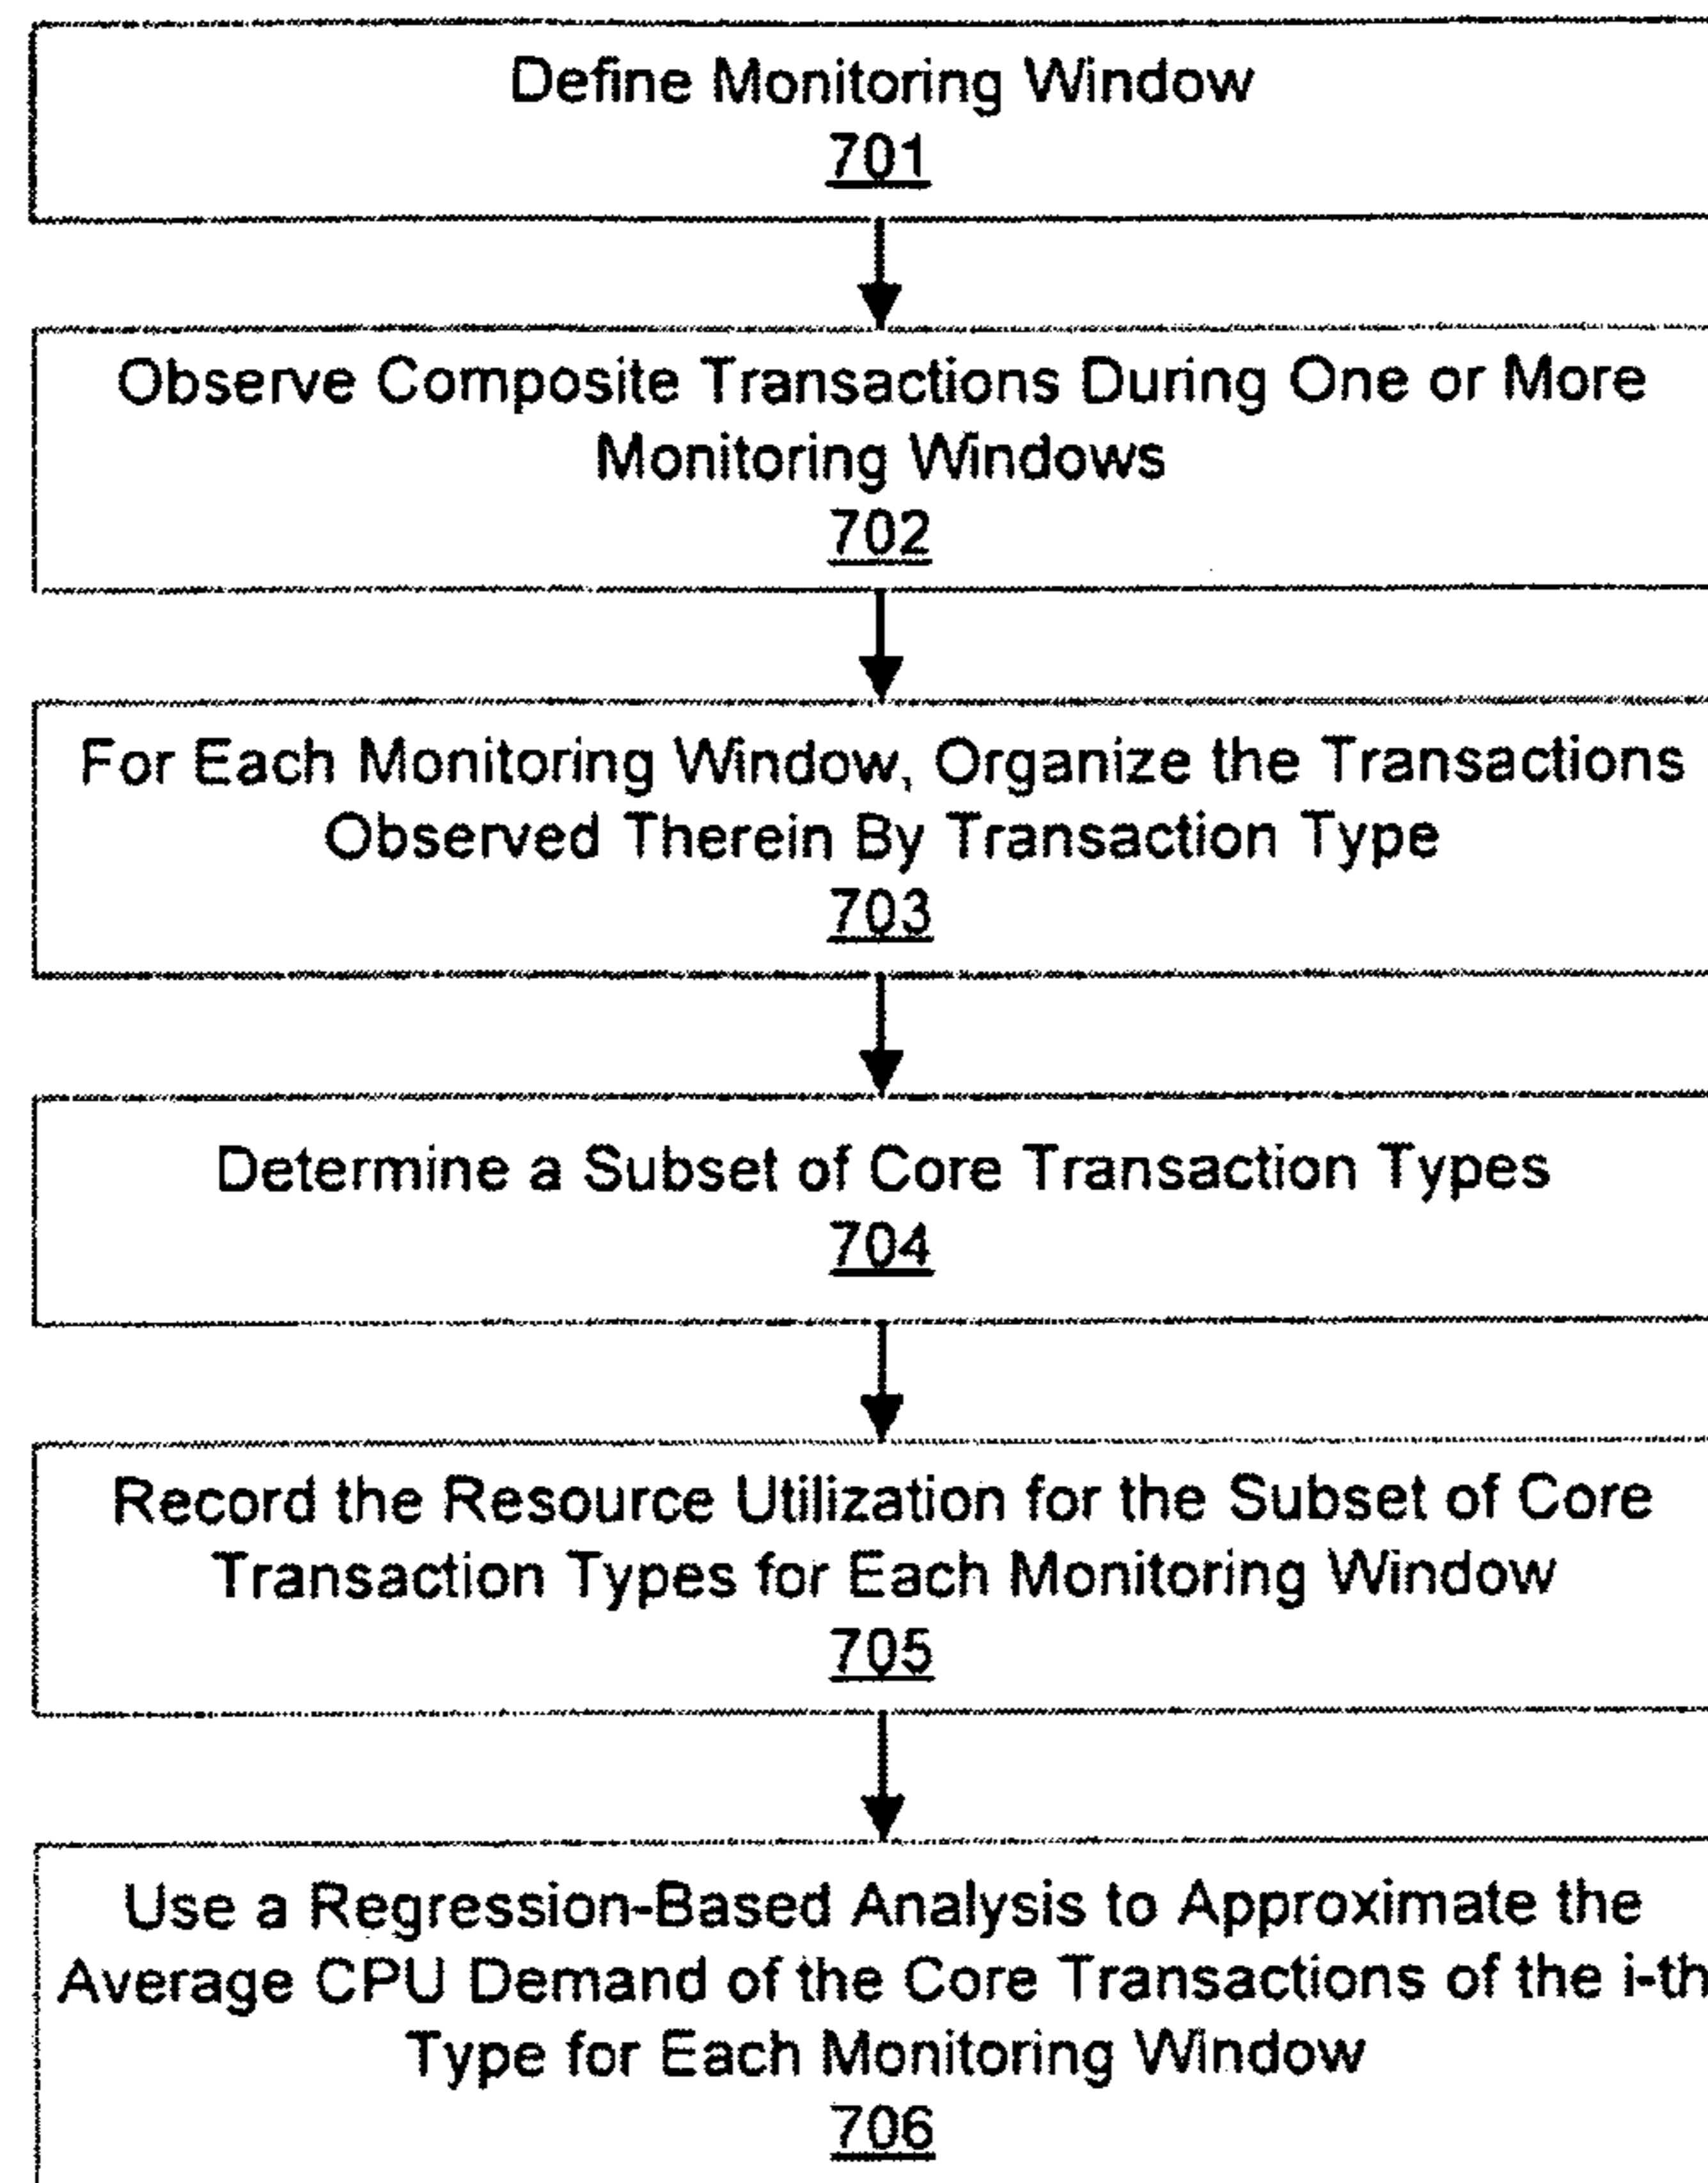 Define Monitoring Window
701
Observe Composite Transactions During One or More
Monitoring Windows
702
For Each Monitoring Window, Organize the Transactions
Observed Therein By Transaction Type
703
Determine a Subset of Core Transaction Types
704
Record the Resource Utilization for the Subset of Core
Transaction Types for Each Monitoring Window
705
Use a Regression-Based Analysis to Approximate the
Average CPU Demand of the Core Transactions of the i-th
Type for Each Monitoring Window
706